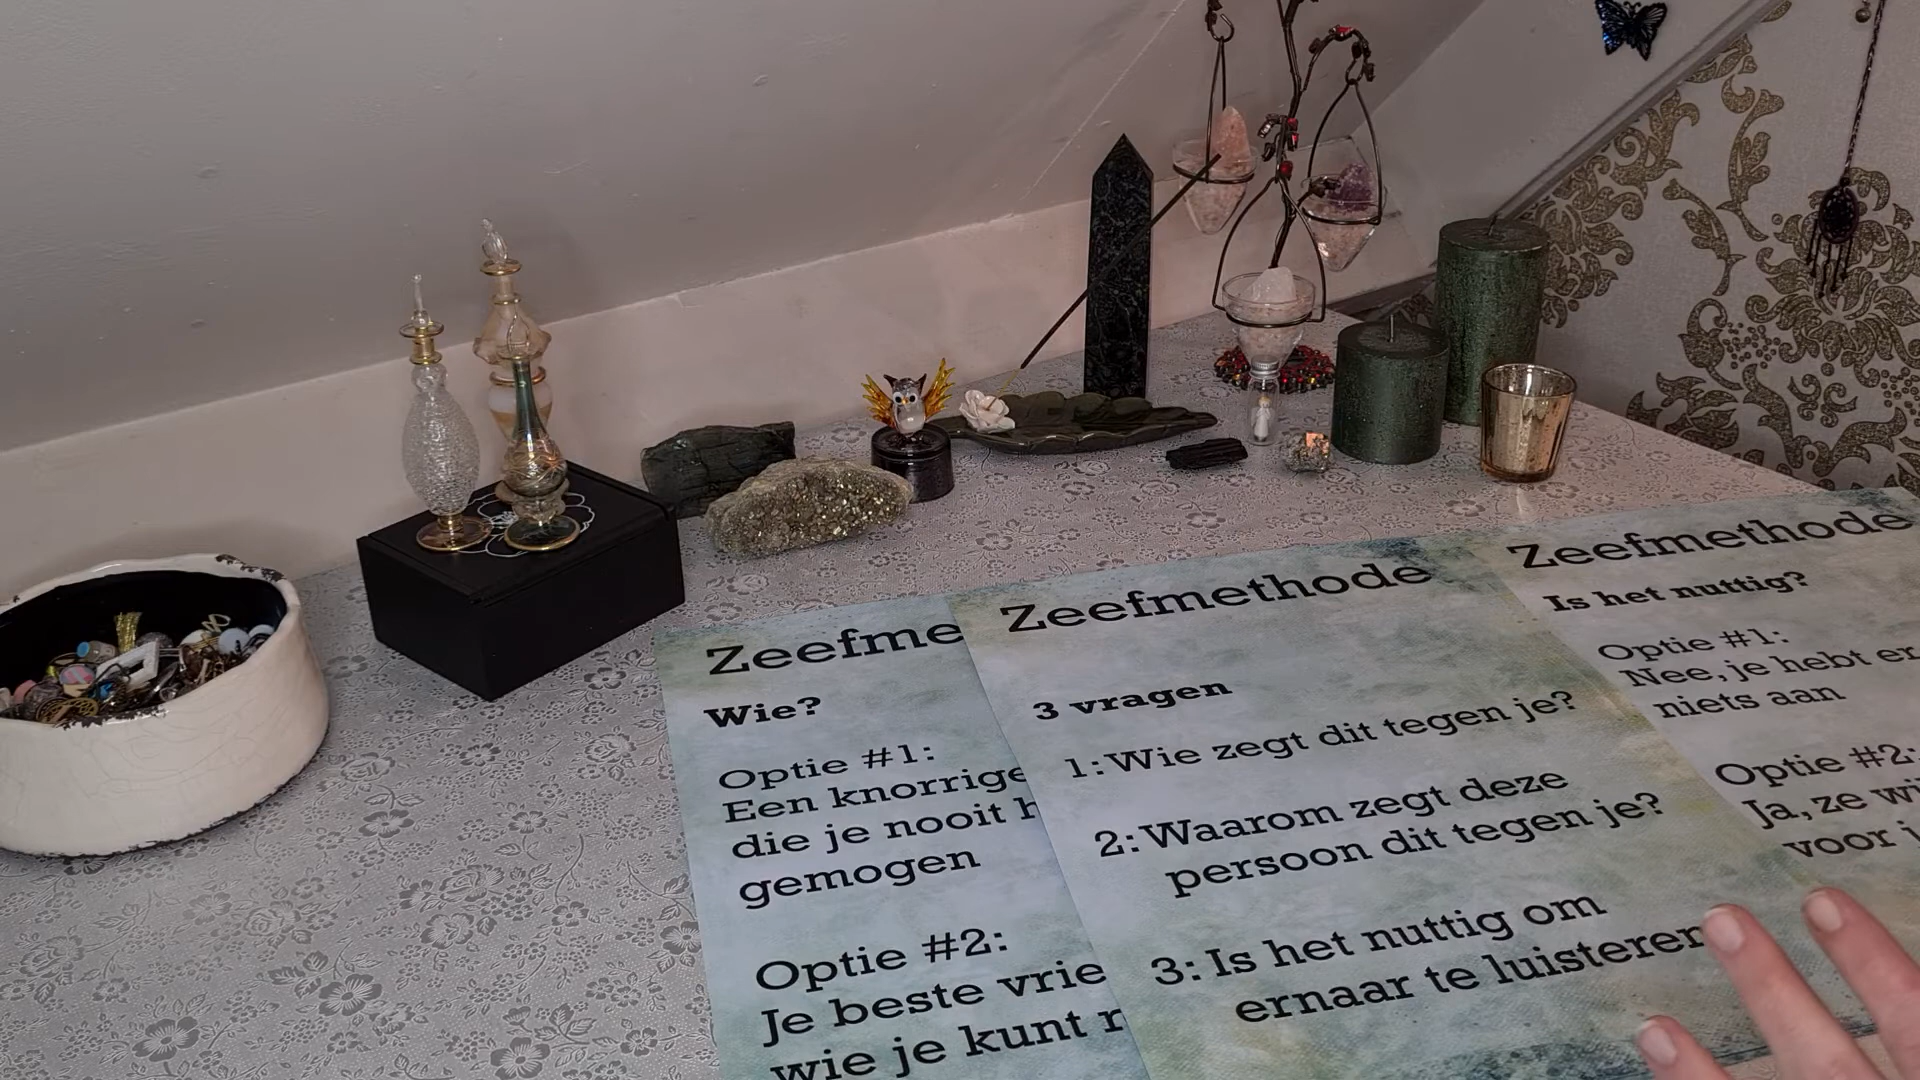 Zeefme
Wie?
Optie #1:
Een knorrige
die je nooit h
gemogen
Optie #2:
Je beste vrie
wie je kunt r
Zeefmethode
3 vragen
1: Wie zegt dit tegen je?
2: Waarom zegt deze
persoon dit tegen je?
3: Is het nuttig om
ernaar te luisteren
Zeefmethode
Is het nuttig?
Optie #1:
Nee, je hebt er
niets aan
Optie #2:
Ja, ze wi
voor j